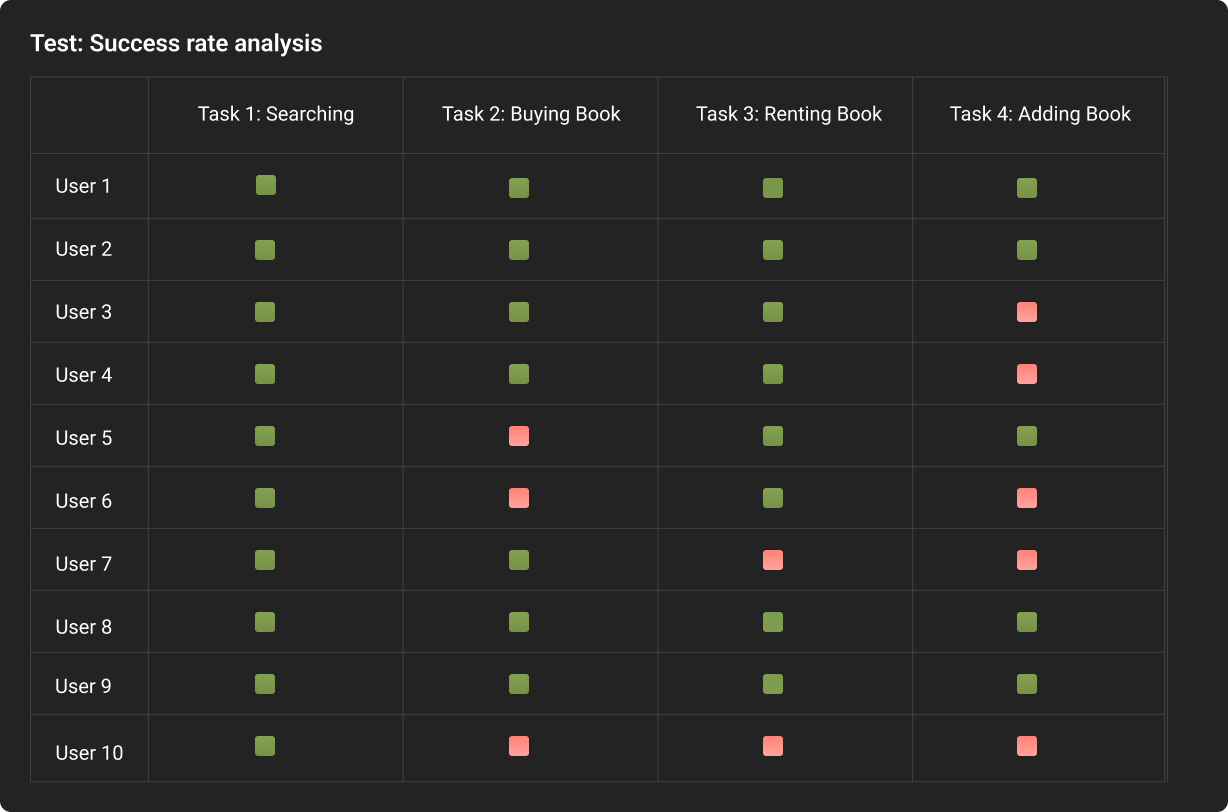 Test: Success rate analysis
Task 1: Searching Task 2: Buying Book Task 3: Renting Book Task 4: Adding Book
User 1
User 2
User 3
User 4
User 5
User 6
User 7
User 8
User 9
User 10